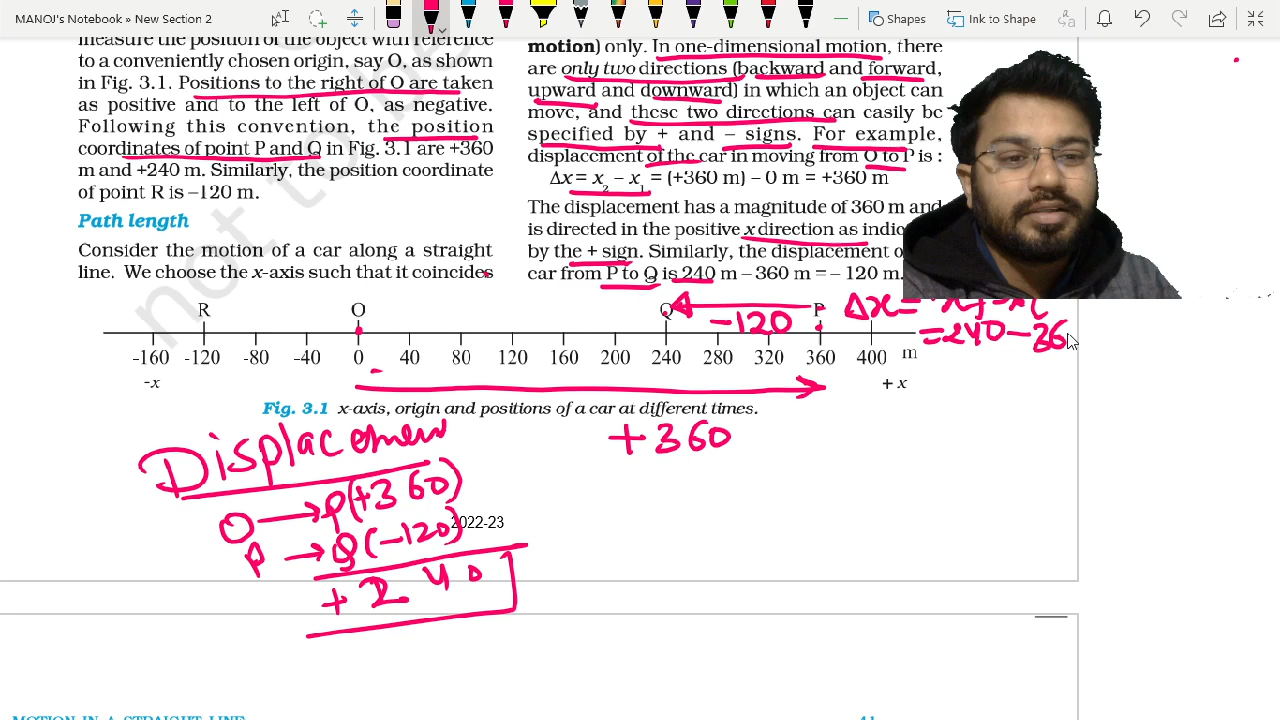 MANOJ's Notebook » New Section 2
Shapes
Ink to Shape
measure the position of the object with reference
to a conveniently chosen origin, say O, as shown
in Fig. 3.1. Positions to the right of O are taken
as positive and to the left of O, as negative.
Following this convention, the position
coordinates of point P and Q in Fig. 3.1 are +360
m and +240 m. Similarly, the position coordinate
of point R is –120 m.
Path length
Consider the motion of a car along a straight
line. We choose the x-axis such that it coincides
motion) only. In one-dimensional motion, there
are only two directions (backward and forward,
upward and downward) in which an object can
move, and these two directions can easily be
specified by + and – signs. For example,
displacement of the car in moving from O to P is :
Δx = x₂ – x₁ = (+360 m) – 0 m = +360 m
The displacement has a magnitude of 360 m and
is directed in the positive x direction as
by the + sign. Similarly, the displacement
car from P to Q is 240 m – 360 m = – 120 m.
not to be
R O Q P
-120 Δx =
= 240 - 36
-160 -120 -80 -40 0 40 80 120 160 200 240 280 320 360 400 m
-x + x
Fig. 3.1 x-axis, origin and positions of a car at different times.
+360
Displacement
O → P(+360)
P → Q(-120)
+240
2022-23
MOTION IN A STRAIGHT LINE